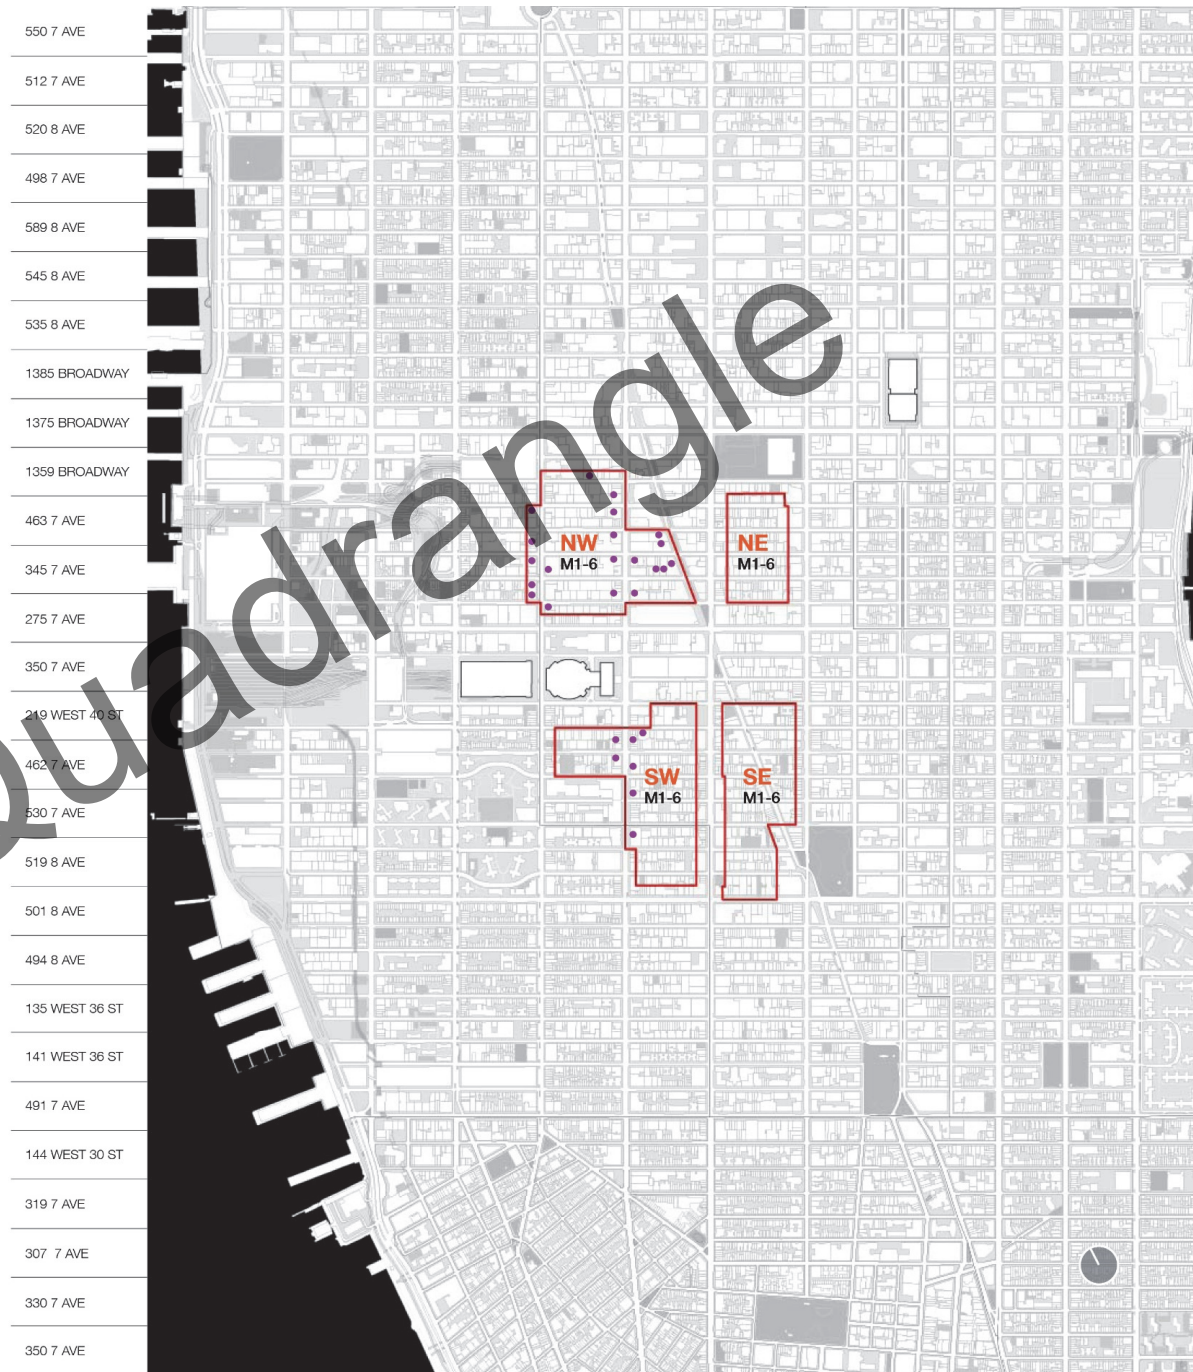 550 7 AVE
512 7 AVE
520 8 AVE
498 7 AVE
589 8 AVE
545 8 AVE
535 8 AVE
1385 BROADWAY
1375 BROADWAY
1359 BROADWAY
463 7 AVE
345 7 AVE
275 7 AVE
350 7 AVE
219 WEST 40 ST
462 7 AVE
530 7 AVE
519 8 AVE
501 8 AVE
494 8 AVE
135 WEST 36 ST
141 WEST 36 ST
491 7 AVE
144 WEST 30 ST
319 7 AVE
307 7 AVE
330 7 AVE
350 7 AVE
NW
M1-6
NE
M1-6
SW
M1-6
SE
M1-6
Quadrangle